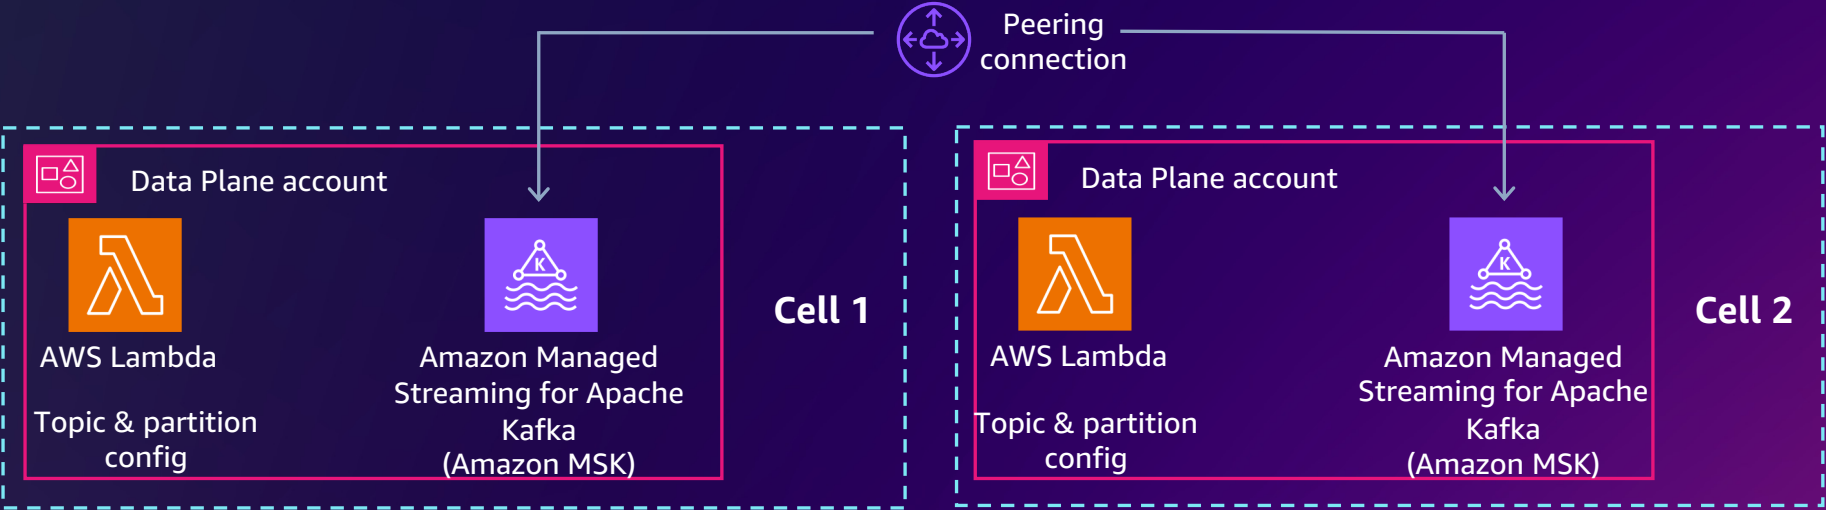 Peering
connection
Data Plane account
K
AWS Lambda
Topic & partition
config
Amazon Managed
Streaming for Apache
Kafka
(Amazon MSK)
Cell 1
Data Plane account
K
AWS Lambda
Topic & partition
config
Amazon Managed
Streaming for Apache
Kafka
(Amazon MSK)
Cell 2